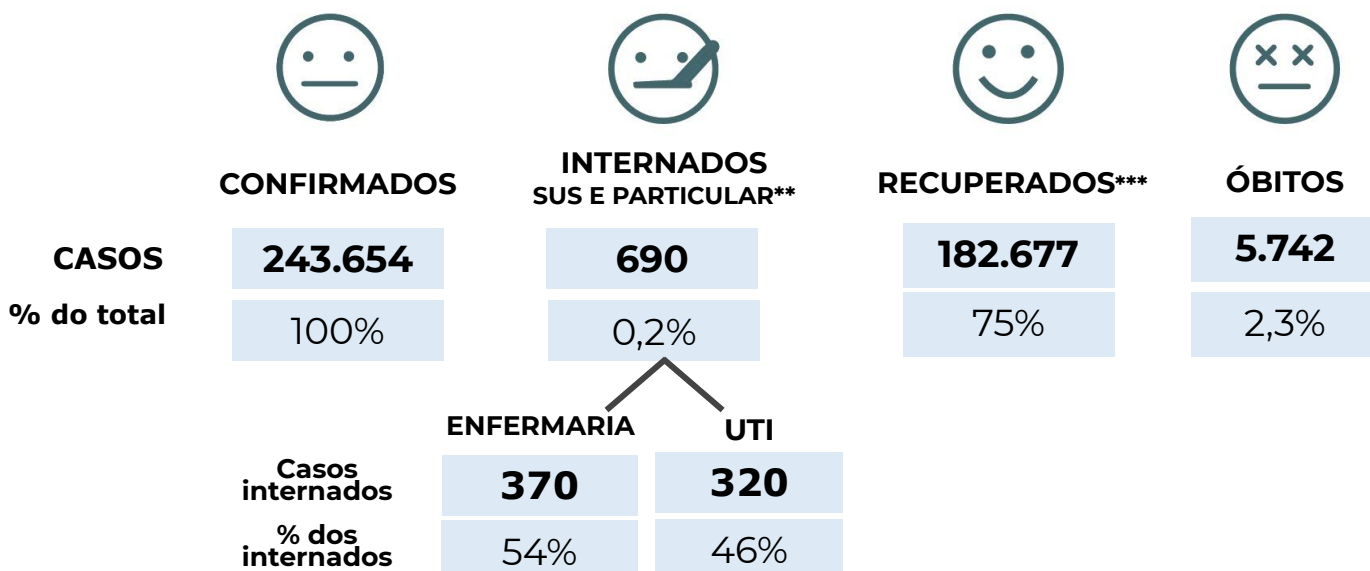 CONFIRMADOS
INTERNADOS
SUS E PARTICULAR**
RECUPERADOS***
ÓBITOS
CASOS
243.654
690
182.677
5.742
% do total
100%
0,2%
75%
2,3%
ENFERMARIA
UTI
Casos
internados
370
320
% dos
internados
54%
46%